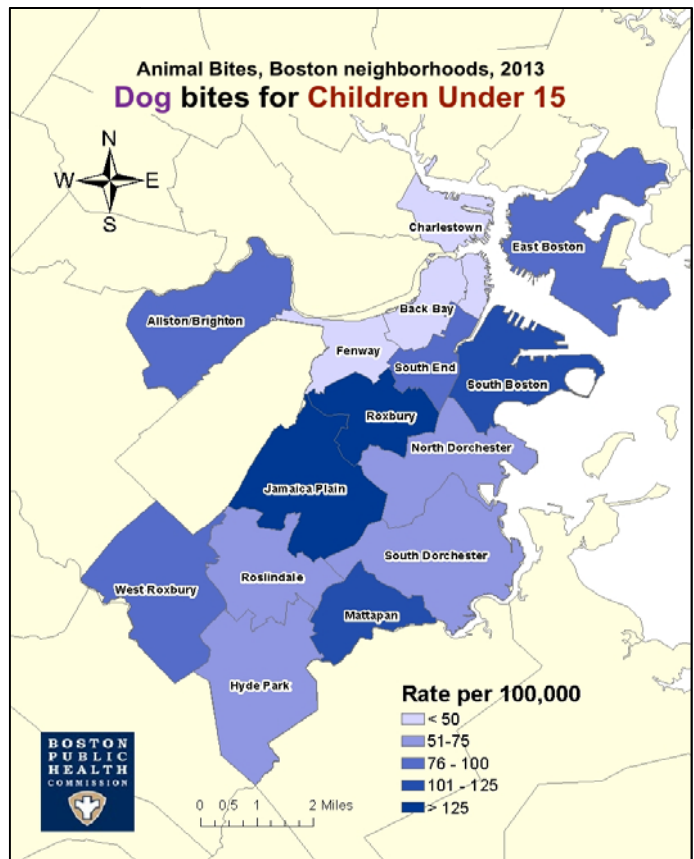 Animal Bites, Boston neighborhoods, 2013
Dog bites for Children Under 15
N
W
E
S
Charlestown
East Boston
Allston/Brighton
Back Bay
Fenway
South End
South Boston
Roxbury
North Dorchester
Jamaica Plain
South Dorchester
West Roxbury
Roslindale
Mattapan
Hyde Park
Rate per 100,000
< 50
51-75
76 - 100
101 - 125
> 125
BOSTON
PUBLIC
HEALTH
COMMISSION
0 0.5 1 2 Miles